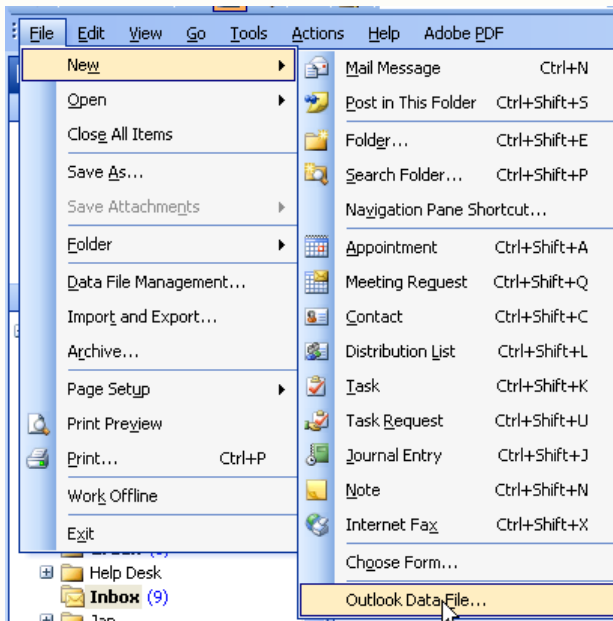 File Edit View Go Tools Actions Help Adobe PDF
New
Open
Close All Items
Save As...
Save Attachments
Folder
Data File Management...
Import and Export...
Archive...
Page Setup
Print Preview
Print... Ctrl+P
Work Offline
Exit
Mail Message Ctrl+N
Post in This Folder Ctrl+Shift+S
Folder... Ctrl+Shift+E
Search Folder... Ctrl+Shift+P
Navigation Pane Shortcut...
Appointment Ctrl+Shift+A
Meeting Request Ctrl+Shift+Q
Contact Ctrl+Shift+C
Distribution List Ctrl+Shift+L
Task Ctrl+Shift+K
Task Request Ctrl+Shift+U
Journal Entry Ctrl+Shift+J
Note Ctrl+Shift+N
Internet Fax Ctrl+Shift+X
Choose Form...
Outlook Data File...
Help Desk
Inbox (9)